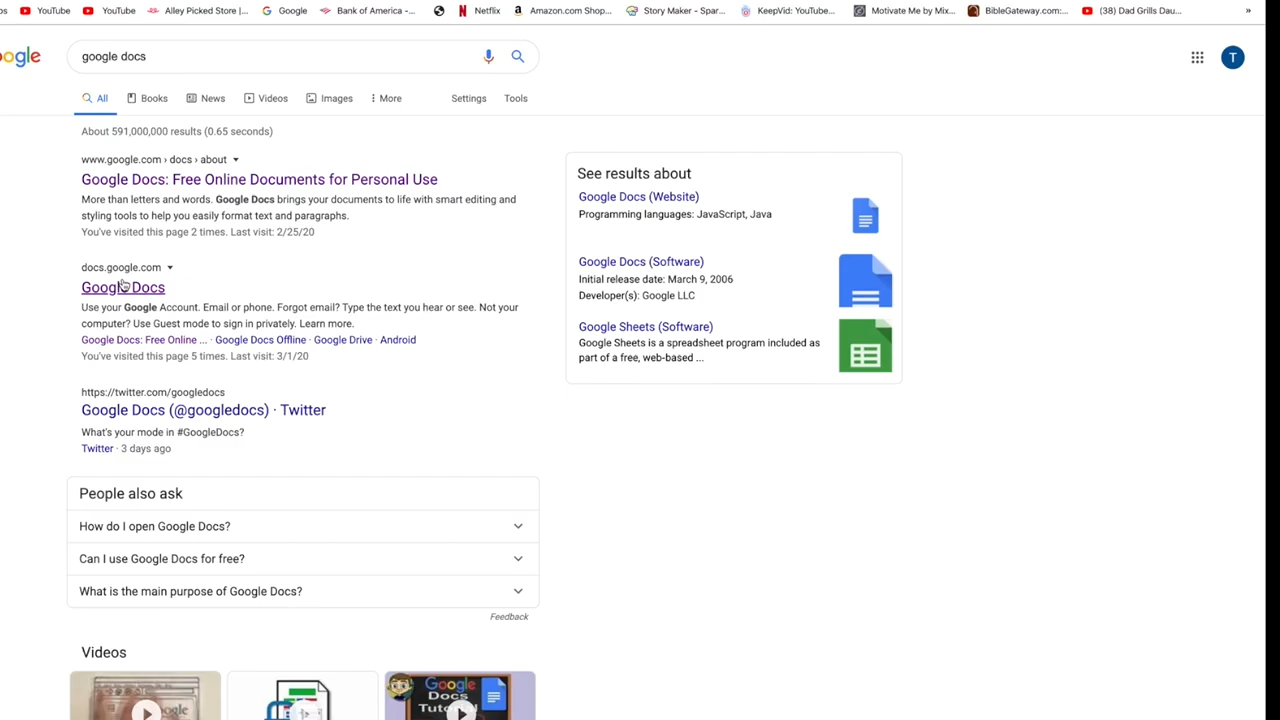 ps YouTube YouTube Alley Picked Store |... Google Bank of America -... Netflix Amazon.com Shop... Story Maker - Spar... KeepVid: YouTube... Motivate Me by Mix... BibleGateway.com:... (38) Dad Grills Dau... »
ogle google docs T
All Books News Videos Images More Settings Tools
About 591,000,000 results (0.65 seconds)
www.google.com › docs › about
Google Docs: Free Online Documents for Personal Use
More than letters and words. Google Docs brings your documents to life with smart editing and
styling tools to help you easily format text and paragraphs.
You've visited this page 2 times. Last visit: 2/25/20
docs.google.com
Google Docs
Use your Google Account. Email or phone. Forgot email? Type the text you hear or see. Not your
computer? Use Guest mode to sign in privately. Learn more.
Google Docs: Free Online ... · Google Docs Offline · Google Drive · Android
You've visited this page 5 times. Last visit: 3/1/20
https://twitter.com/googledocs
Google Docs (@googledocs) · Twitter
What's your mode in #GoogleDocs?
Twitter · 3 days ago
People also ask
How do I open Google Docs?
Can I use Google Docs for free?
What is the main purpose of Google Docs?
Feedback
Videos
Google
Docs
Tutorial
See results about
Google Docs (Website)
Programming languages: JavaScript, Java
Google Docs (Software)
Initial release date: March 9, 2006
Developer(s): Google LLC
Google Sheets (Software)
Google Sheets is a spreadsheet program included as
part of a free, web-based ...